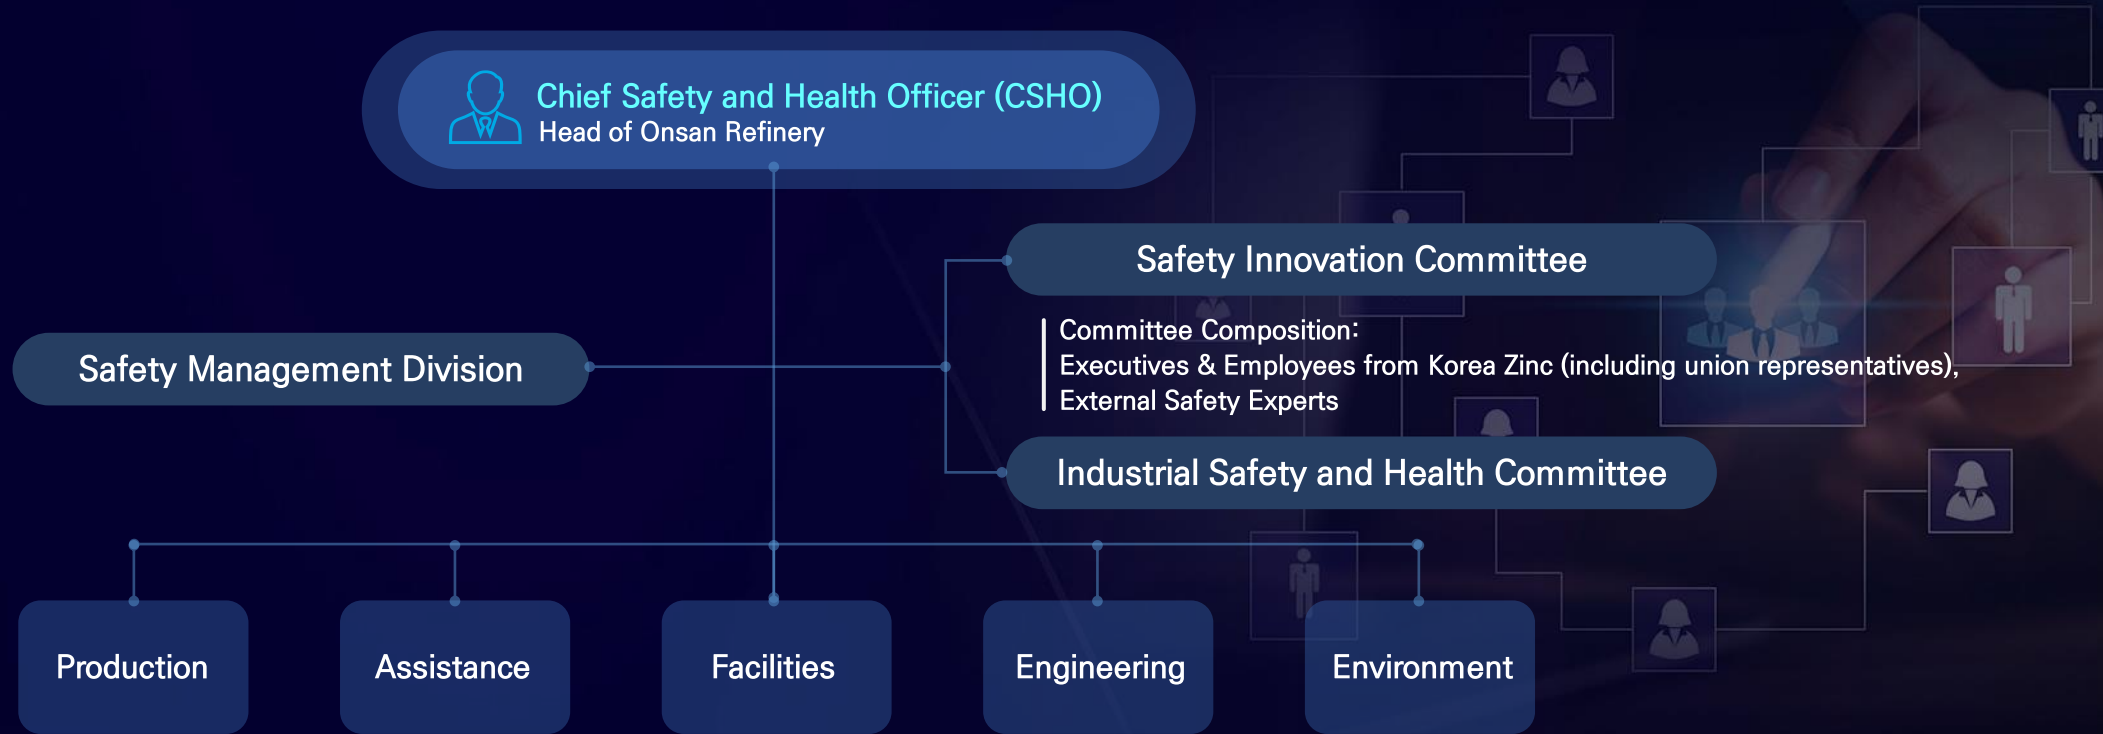 Chief Safety and Health Officer (CSHO)
Head of Onsan Refinery
Safety Innovation Committee
Committee Composition:
Executives & Employees from Korea Zinc (including union representatives),
External Safety Experts
Safety Management Division
Industrial Safety and Health Committee
Production
Assistance
Facilities
Engineering
Environment